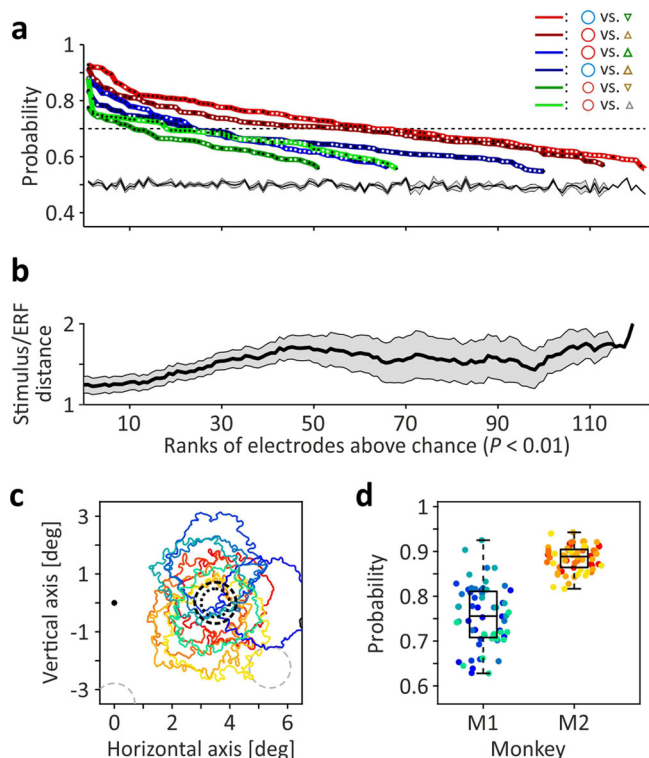 a
: vs.
: vs.
: vs.
: vs.
: vs.
: vs.
Probability
1
0.8
0.6
0.4
b
Stimulus/ERF
distance
2
1
10 30 50 70 90 110
Ranks of electrodes above chance (P < 0.01)
c
Vertical axis [deg]
3
1
-1
-3
0 2 4 6
Horizontal axis [deg]
d
Probability
1
0.9
0.8
0.7
0.6
M1 M2
Monkey